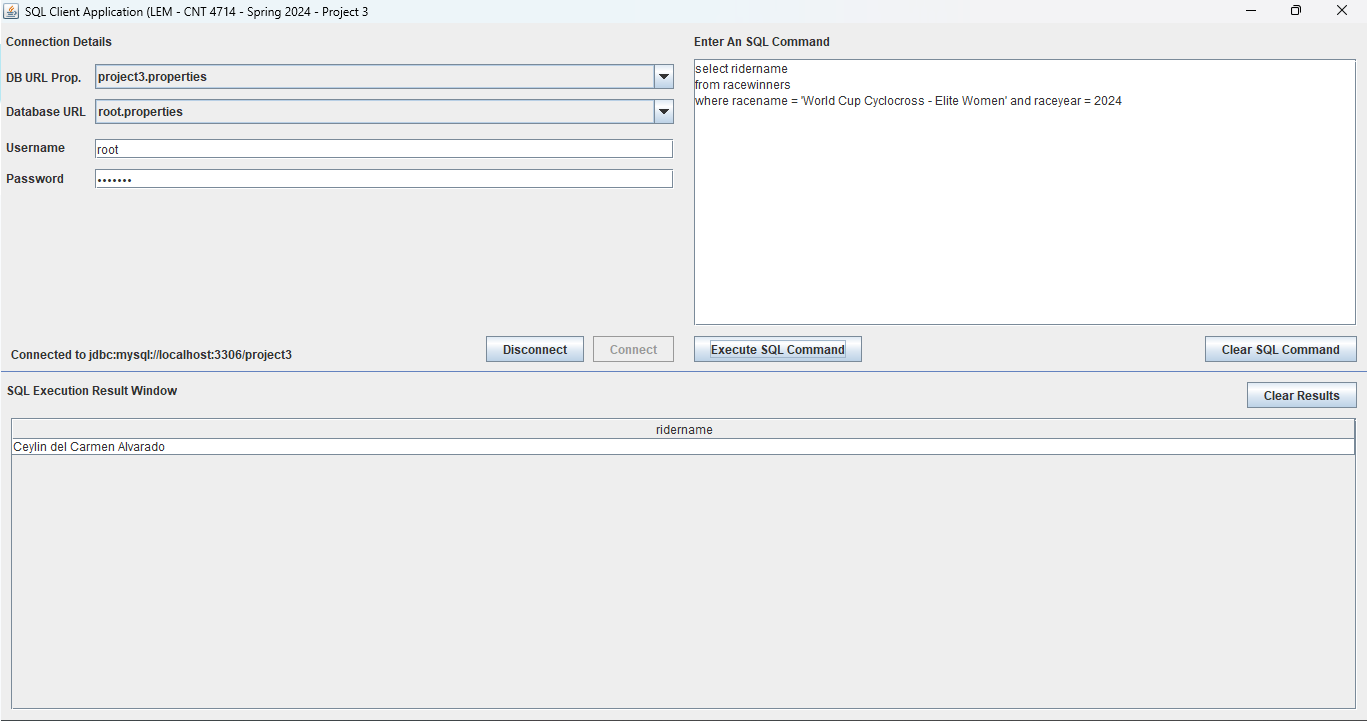 SQL Client Application (LEM - CNT 4714 - Spring 2024 - Project 3
Connection Details
DB URL Prop.
project3.properties
Database URL
root.properties
Username
root
Password
•••••••
Connected to jdbc:mysql://localhost:3306/project3
Disconnect
Connect
Enter An SQL Command
select ridername
from racewinners
where racename = 'World Cup Cyclocross - Elite Women' and raceyear = 2024
Execute SQL Command
Clear SQL Command
SQL Execution Result Window
Clear Results
ridername
Ceylin del Carmen Alvarado